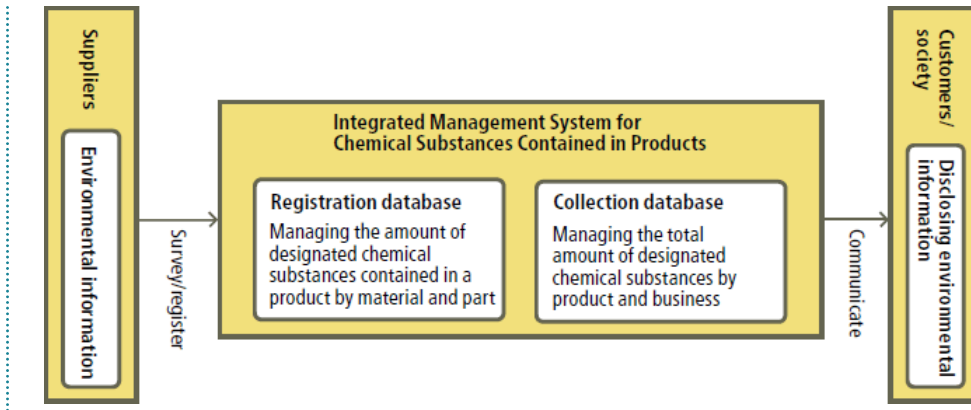 Suppliers
Environmental information
Survey/register
Integrated Management System for
Chemical Substances Contained in Products
Registration database
Managing the amount of
designated chemical
substances contained in a
product by material and part
Collection database
Managing the total
amount of designated
chemical substances by
product and business
Communicate
Customers/
society
Disclosing environmental
information